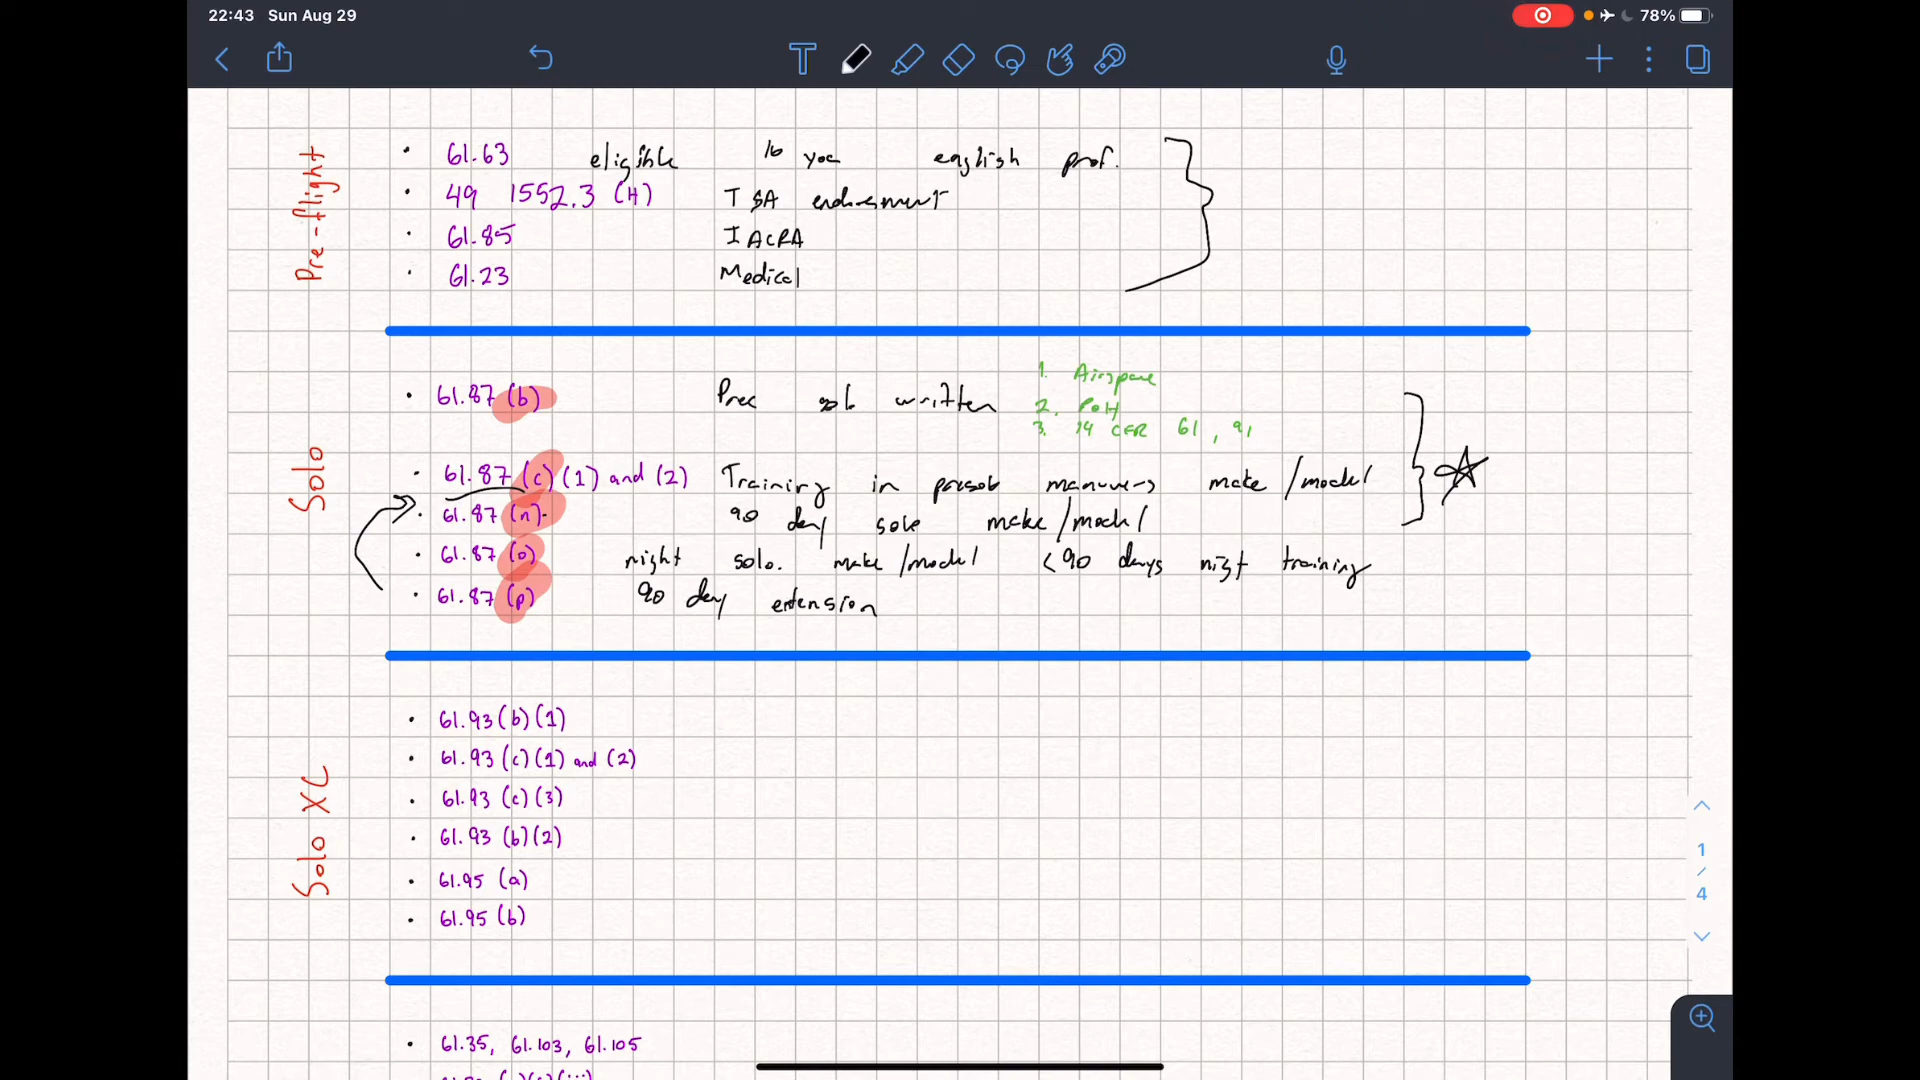 22:43 Sun Aug 29 78%
Pre-flight
• 61.63 eligible 16 yoa english prof.
• 49 1552.3 (H) TSA endorsement
• 61.85 IACRA
• 61.23 Medical
Solo
• 61.87 (b) Pree solo written
1. Airspace
2. POH
3. 14 CFR 61, 91
• 61.87 (c)(1) and (2) Training in presolo manuvers make/model
• 61.87 (n) 90 day solo make/model
• 61.87 (o) night solo. make/model <90 days night training
• 61.87 (p) 90 day extension
Solo XC
• 61.93(b)(1)
• 61.93 (c)(1) and (2)
• 61.93 (c)(3)
• 61.93 (b)(2)
• 61.95 (a)
• 61.95 (b)
1
/
4
• 61.35, 61.103, 61.105